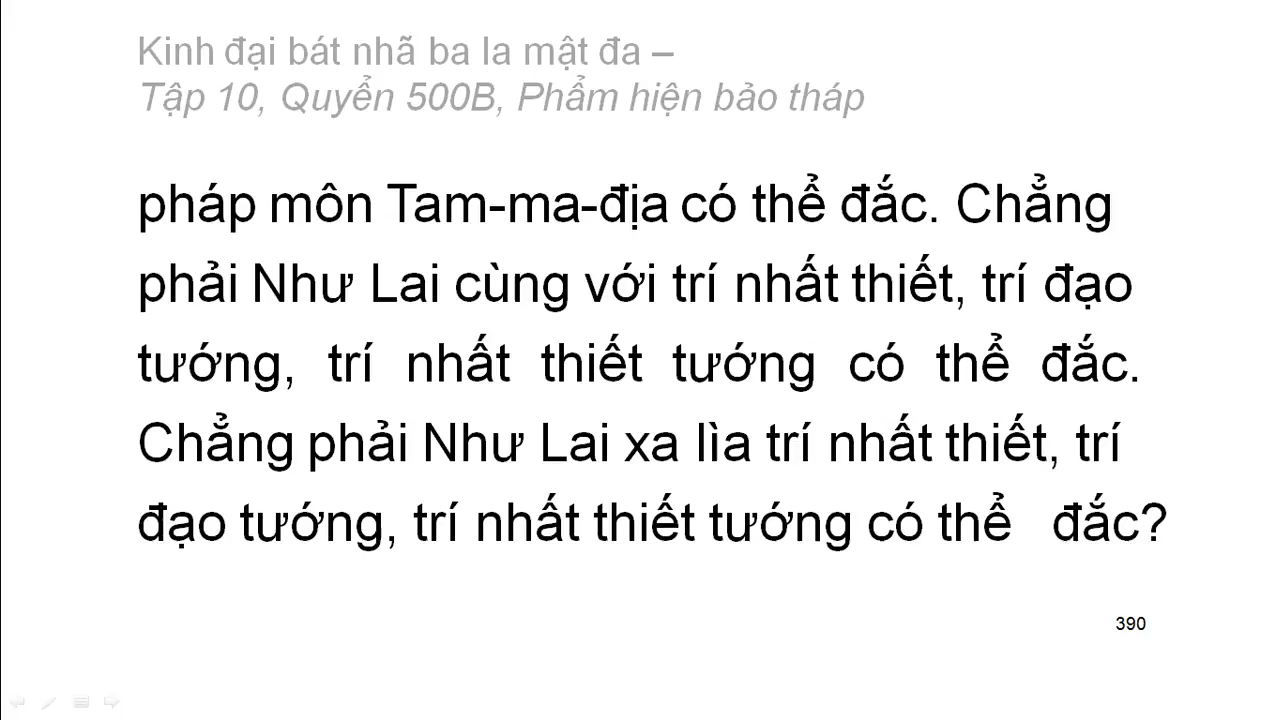 Kinh đại bát nhã ba la mật đa –
Tập 10, Quyển 500B, Phẩm hiện bảo tháp
pháp môn Tam-ma-địa có thể đắc. Chẳng
phải Như Lai cùng với trí nhất thiết, trí đạo
tướng, trí nhất thiết tướng có thể đắc.
Chẳng phải Như Lai xa lìa trí nhất thiết, trí
đạo tướng, trí nhất thiết tướng có thể đắc?
390